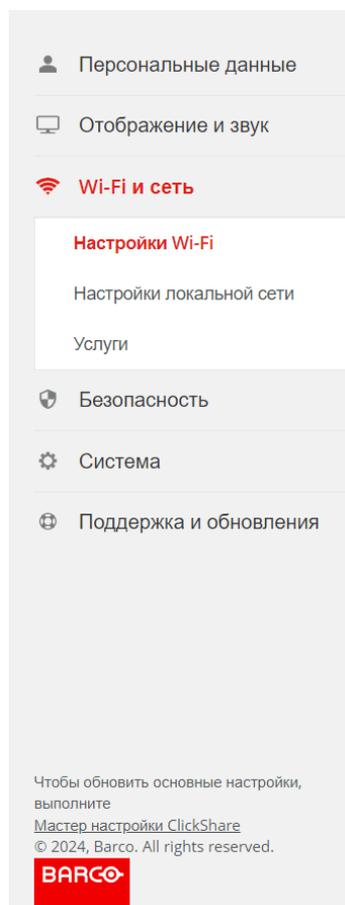 Персональные данные
Отображение и звук
Wi-Fi и сеть
Настройки Wi-Fi
Настройки локальной сети
Услуги
Безопасность
Система
Поддержка и обновления
Чтобы обновить основные настройки,
выполните
Мастер настройки ClickShare
© 2024, Barco. All rights reserved.
BARCO